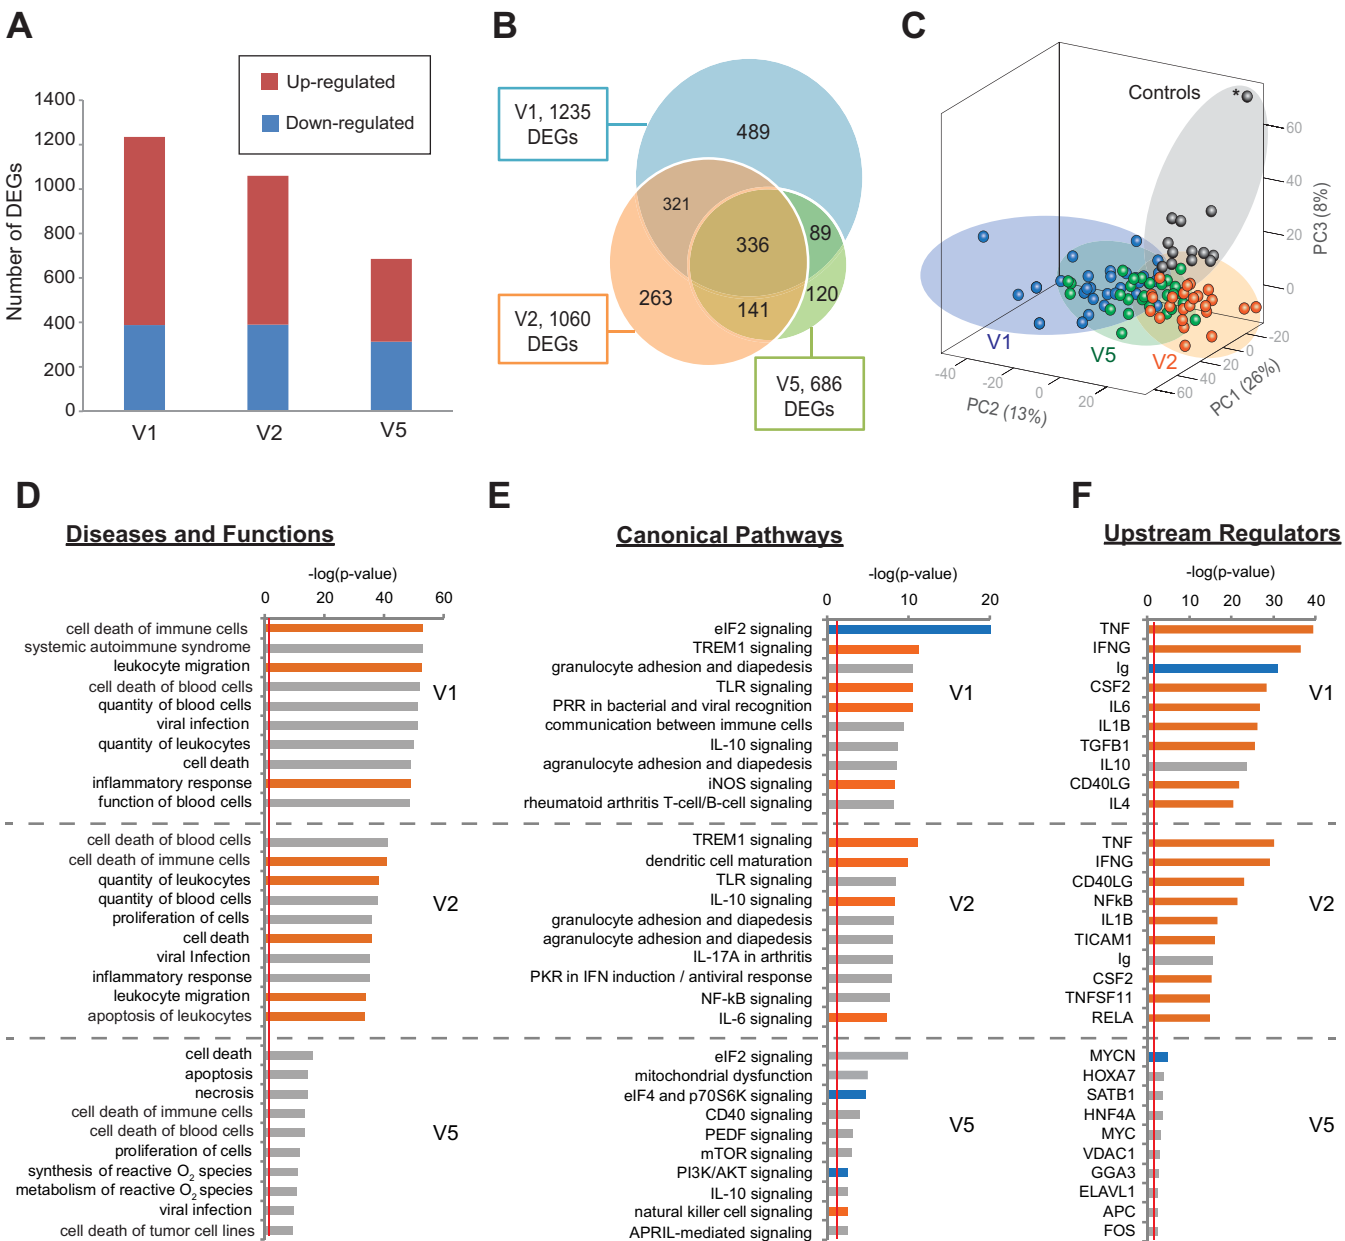 A
Up-regulated
Down-regulated
Number of DEGs
1400
1200
1000
800
600
400
200
0
V1
V2
V5
B
V1, 1235
DEGs
489
321
336
89
263
141
120
V2, 1060
DEGs
V5, 686
DEGs
C
Controls
*
60
40
20
0
PC3 (8%)
V1
V5
V2
-40
-20
0
20
PC2 (13%)
-20
0
20
40
60
PC1 (26%)
D
Diseases and Functions
-log(p-value)
0 20 40 60
cell death of immune cells
systemic autoimmune syndrome
leukocyte migration
cell death of blood cells
quantity of blood cells
viral infection
quantity of leukocytes
cell death
inflammatory response
function of blood cells
V1
cell death of blood cells
cell death of immune cells
quantity of leukocytes
quantity of blood cells
proliferation of cells
cell death
viral Infection
inflammatory response
leukocyte migration
apoptosis of leukocytes
V2
cell death
apoptosis
necrosis
cell death of immune cells
cell death of blood cells
proliferation of cells
synthesis of reactive O2 species
metabolism of reactive O2 species
viral infection
cell death of tumor cell lines
V5
E
Canonical Pathways
-log(p-value)
0 10 20
eIF2 signaling
TREM1 signaling
granulocyte adhesion and diapedesis
TLR signaling
PRR in bacterial and viral recognition
communication between immune cells
IL-10 signaling
agranulocyte adhesion and diapedesis
iNOS signaling
rheumatoid arthritis T-cell/B-cell signaling
V1
TREM1 signaling
dendritic cell maturation
TLR signaling
IL-10 signaling
granulocyte adhesion and diapedesis
agranulocyte adhesion and diapedesis
IL-17A in arthritis
PKR in IFN induction / antiviral response
NF-kB signaling
IL-6 signaling
V2
eIF2 signaling
mitochondrial dysfunction
eIF4 and p70S6K signaling
CD40 signaling
PEDF signaling
mTOR signaling
PI3K/AKT signaling
IL-10 signaling
natural killer cell signaling
APRIL-mediated signaling
V5
F
Upstream Regulators
-log(p-value)
0 10 20 30 40
TNF
IFNG
Ig
CSF2
IL6
IL1B
TGFB1
IL10
CD40LG
IL4
V1
TNF
IFNG
CD40LG
NFkB
IL1B
TICAM1
Ig
CSF2
TNFSF11
RELA
V2
MYCN
HOXA7
SATB1
HNF4A
MYC
VDAC1
GGA3
ELAVL1
APC
FOS
V5